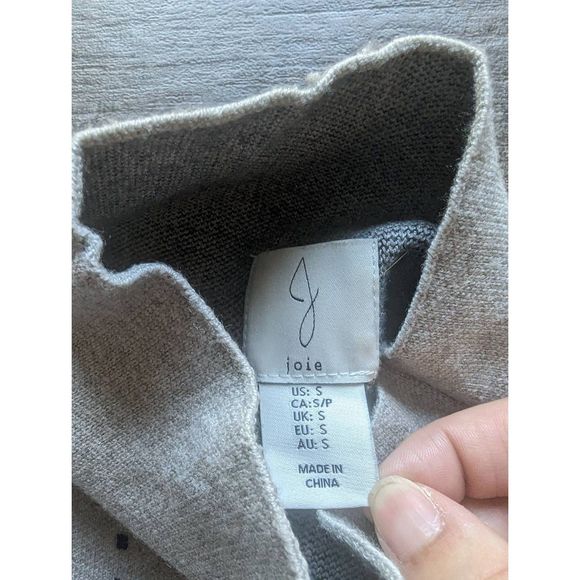 J
joie
US: S
CA: S/P
UK: S
EU: S
AU: S
MADE IN
CHINA